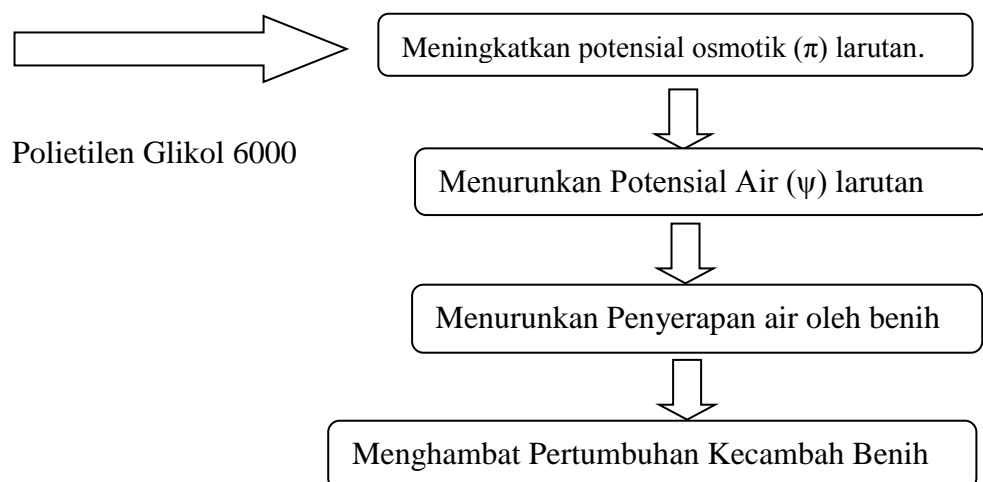 Meningkatkan potensial osmotik (π) larutan.
Polietilen Glikol 6000
Menurunkan Potensial Air (ψ) larutan
Menurunkan Penyerapan air oleh benih
Menghambat Pertumbuhan Kecambah Benih